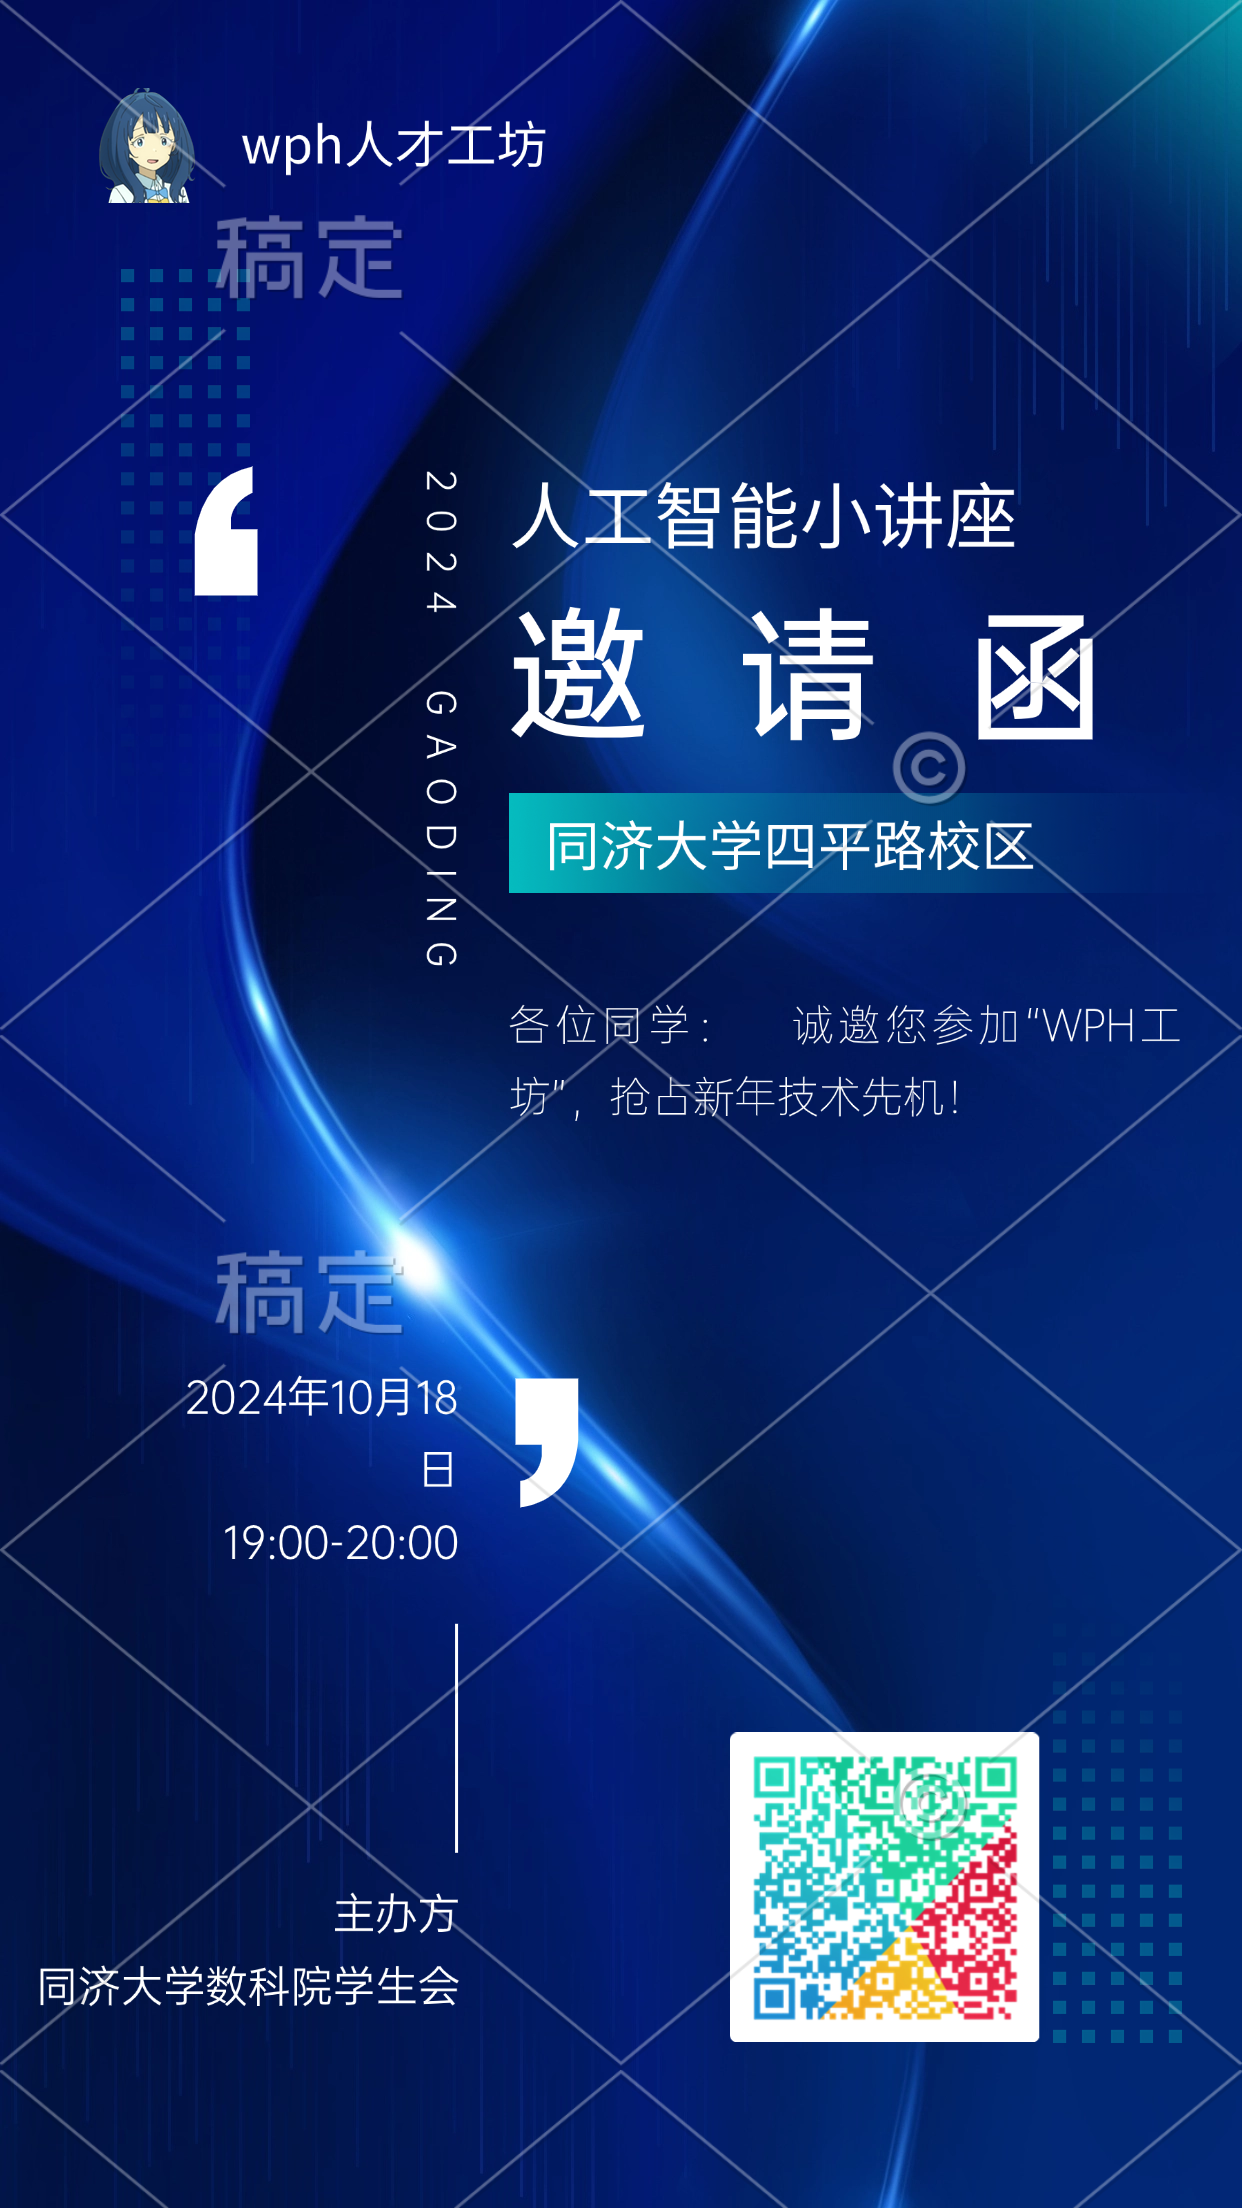 wph人才工坊
稿定
2024 GAODING
人工智能小讲座
邀请函
©
同济大学四平路校区
各位同学： 诚邀您参加“WPH工
坊”，抢占新年技术先机！
稿定
2024年10月18
日
19:00-20:00
主办方
同济大学数科院学生会
©